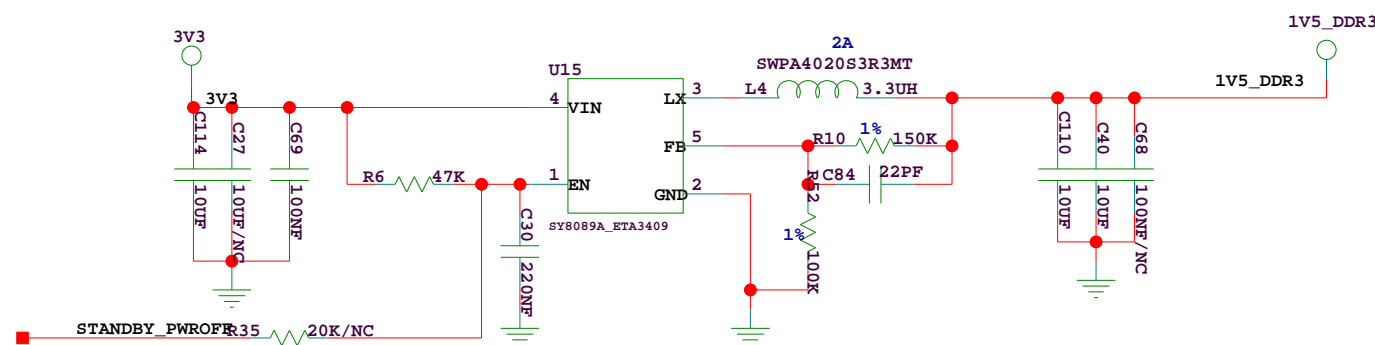 1V5_DDR3
3V3
2A
SWPA4020S3R3MT
U15
1V5_DDR3
3V3
4
VIN
LX
3
L4
3.3UH
C114
C27
C69
1%
R10
150K
C110
C40
C68
FB
5
R6
47K
1
EN
R52
C84
22PF
GND
2
10UF
10UF/NC
100NF
10UF
10UF
100NF/NC
SY8089A_ETA3409
C30
1%
100K
220NF
STANDBY_PWROFF
R35
20K/NC